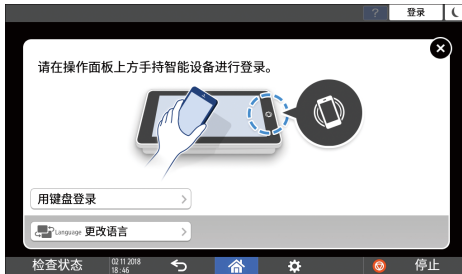 ?
登录
请在操作面板上方手持智能设备进行登录。
用键盘登录
Language 更改语言
检查状态
02 11 2018
18 : 46
停止